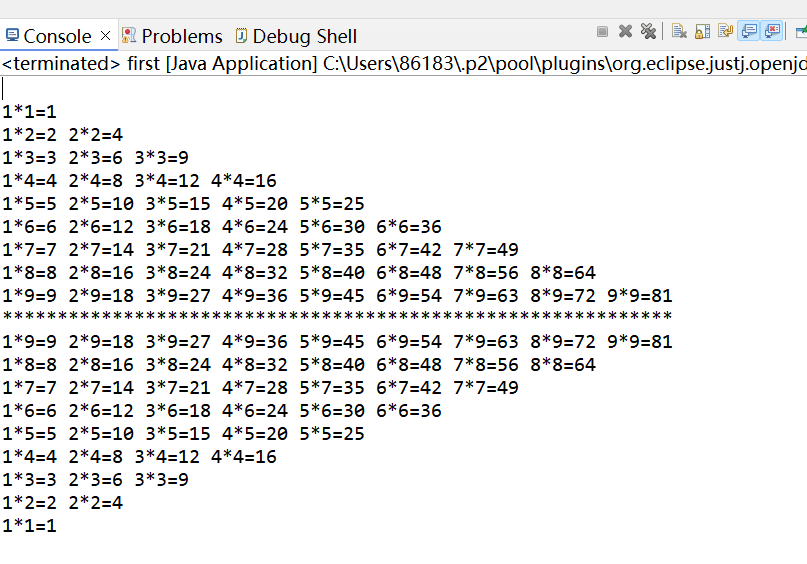 Console × Problems Debug Shell
<terminated> first [Java Application] C:\Users\86183\.p2\pool\plugins\org.eclipse.justj.openjd
1*1=1
1*2=2 2*2=4
1*3=3 2*3=6 3*3=9
1*4=4 2*4=8 3*4=12 4*4=16
1*5=5 2*5=10 3*5=15 4*5=20 5*5=25
1*6=6 2*6=12 3*6=18 4*6=24 5*6=30 6*6=36
1*7=7 2*7=14 3*7=21 4*7=28 5*7=35 6*7=42 7*7=49
1*8=8 2*8=16 3*8=24 4*8=32 5*8=40 6*8=48 7*8=56 8*8=64
1*9=9 2*9=18 3*9=27 4*9=36 5*9=45 6*9=54 7*9=63 8*9=72 9*9=81
*************************************************************
1*9=9 2*9=18 3*9=27 4*9=36 5*9=45 6*9=54 7*9=63 8*9=72 9*9=81
1*8=8 2*8=16 3*8=24 4*8=32 5*8=40 6*8=48 7*8=56 8*8=64
1*7=7 2*7=14 3*7=21 4*7=28 5*7=35 6*7=42 7*7=49
1*6=6 2*6=12 3*6=18 4*6=24 5*6=30 6*6=36
1*5=5 2*5=10 3*5=15 4*5=20 5*5=25
1*4=4 2*4=8 3*4=12 4*4=16
1*3=3 2*3=6 3*3=9
1*2=2 2*2=4
1*1=1